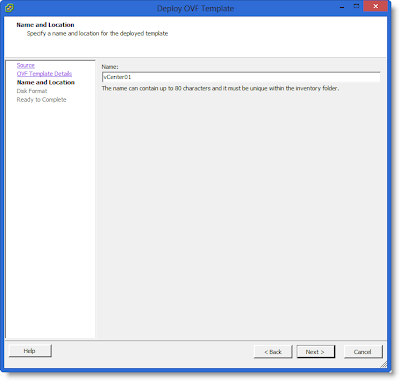 Deploy OVF Template
Name and Location
Specify a name and location for the deployed template
Source
OVF Template Details
Name and Location
Disk Format
Ready to Complete
Name:
vCenter01
The name can contain up to 80 characters and it must be unique within the inventory folder.
Help
< Back
Next >
Cancel